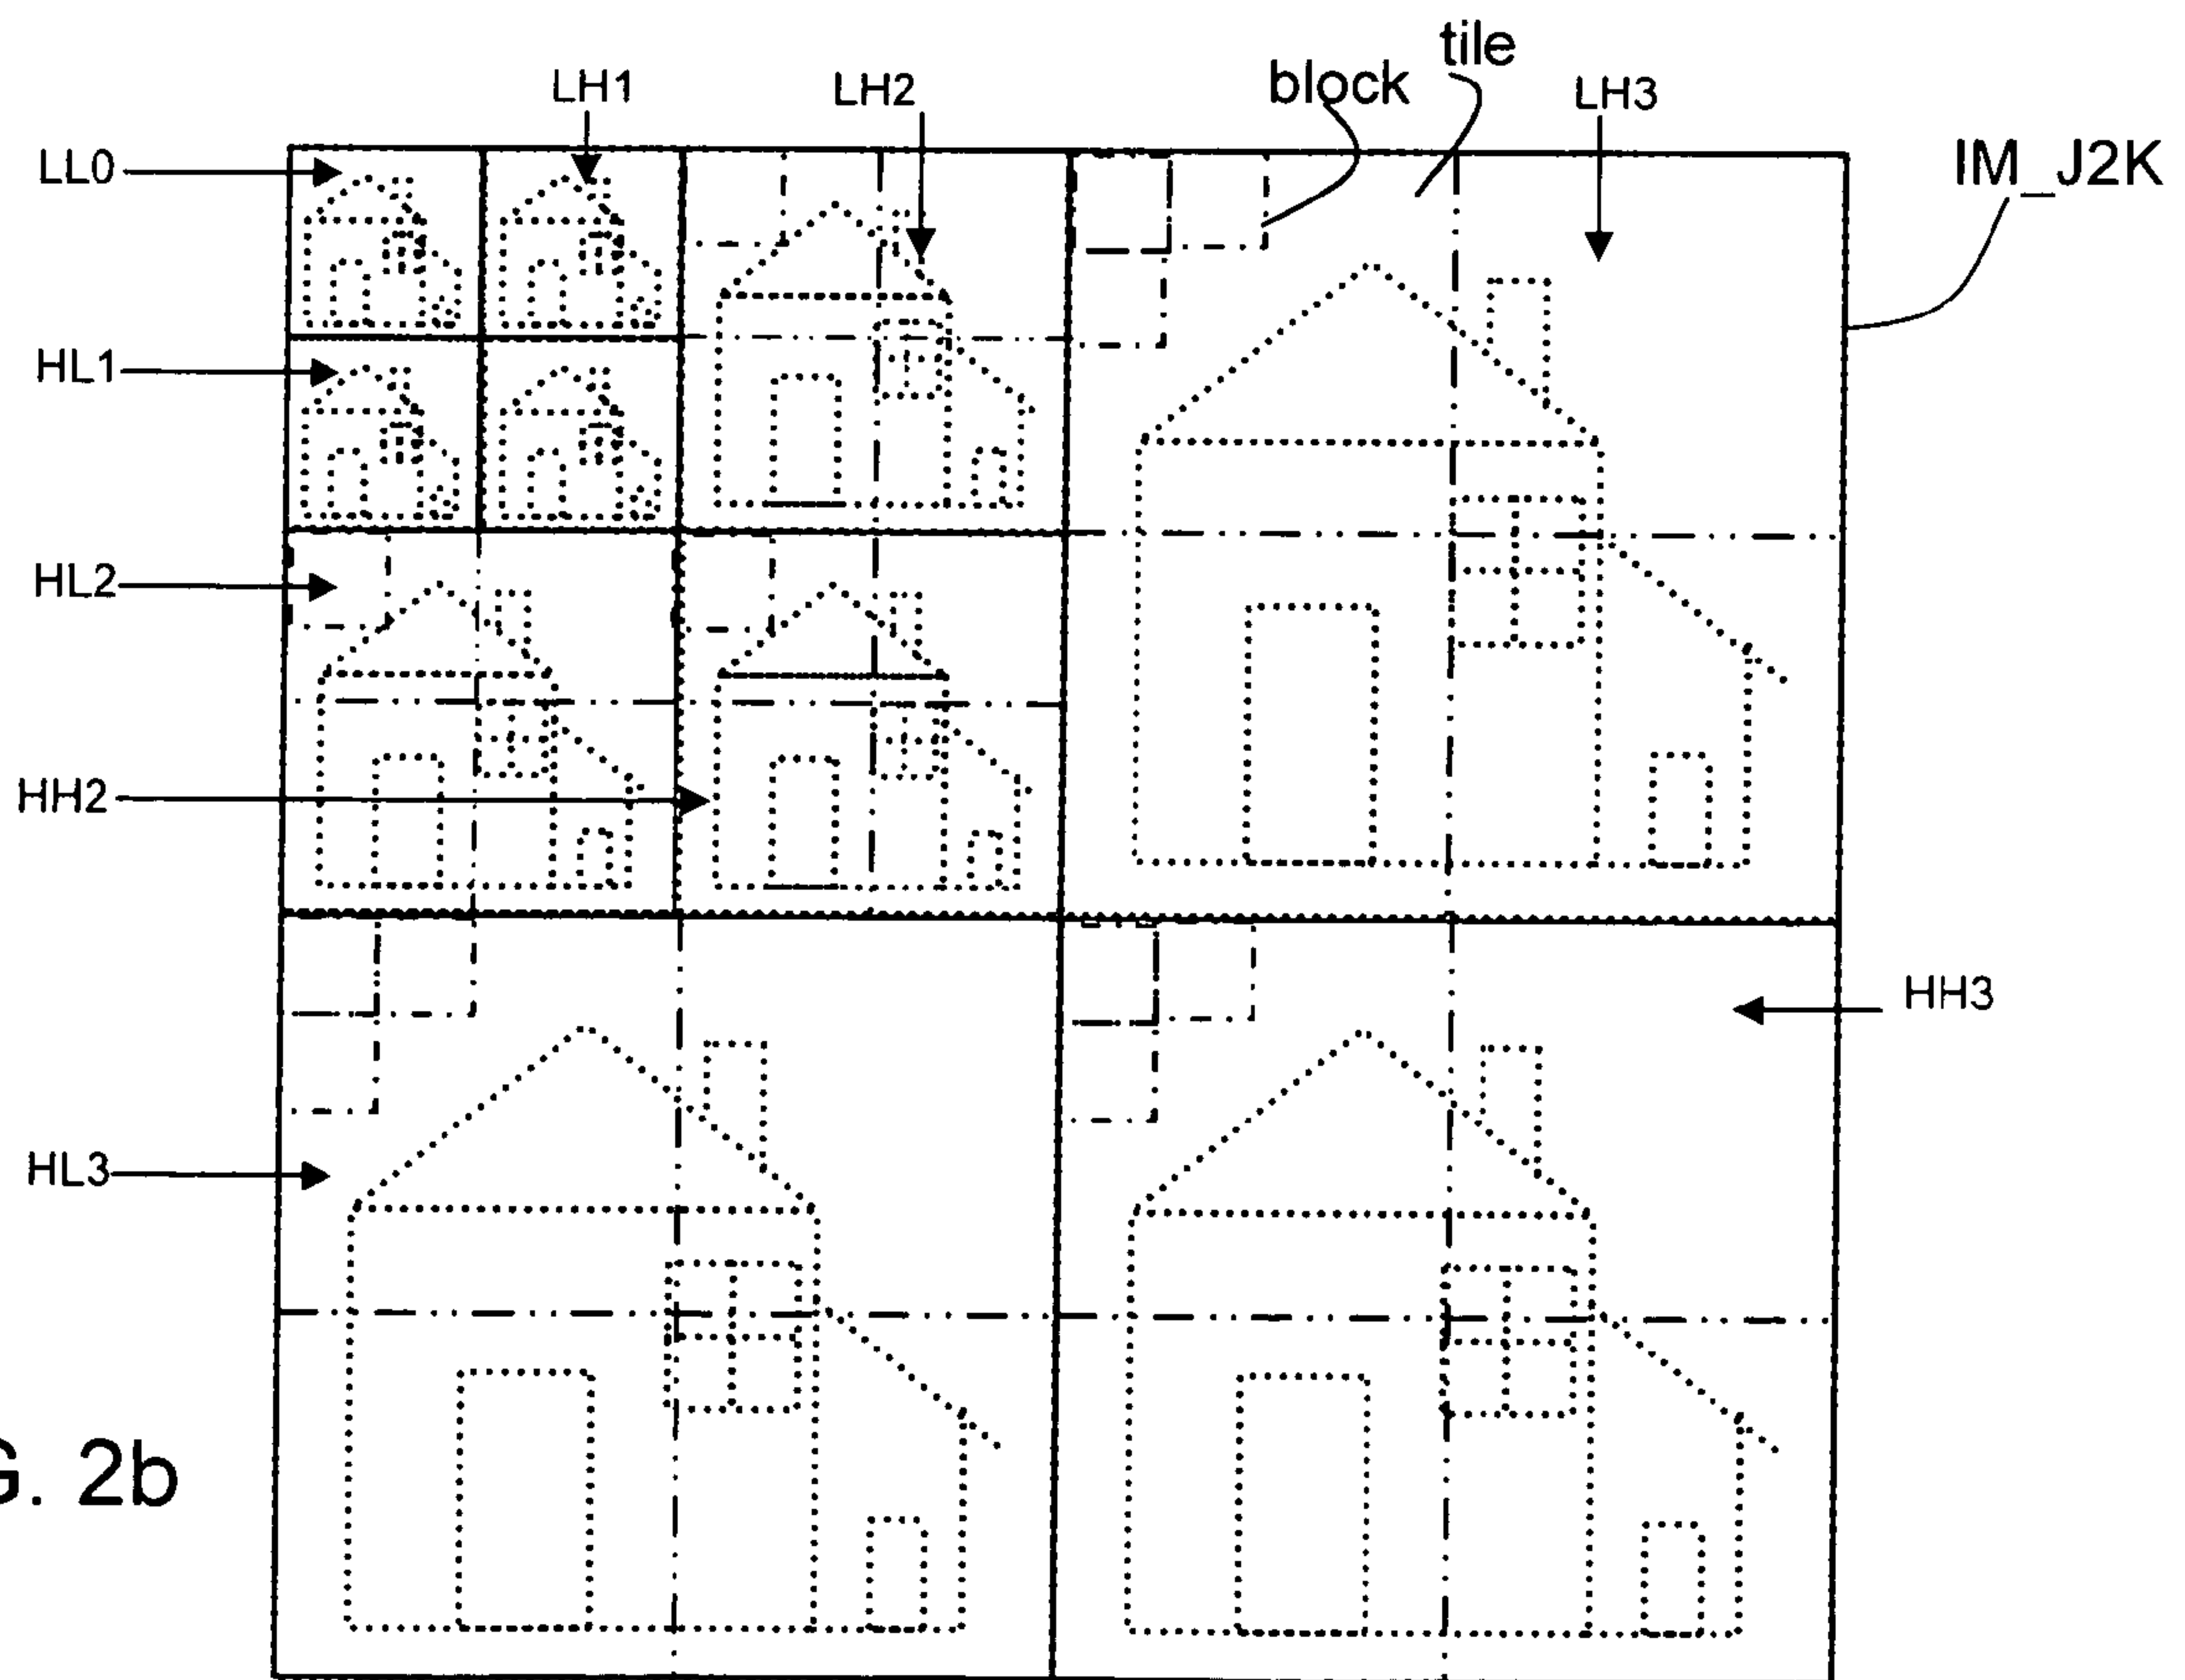 tile
block
LH1
LH2
LH3
LL0
IM_J2K
HL1
HL2
HH2
HH3
HL3
G. 2b